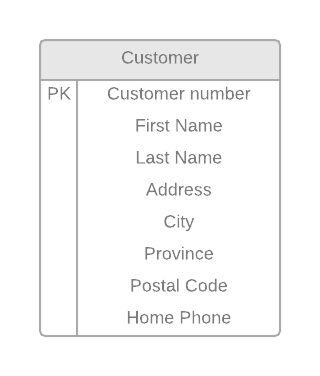 Customer
PK Customer number
First Name
Last Name
Address
City
Province
Postal Code
Home Phone